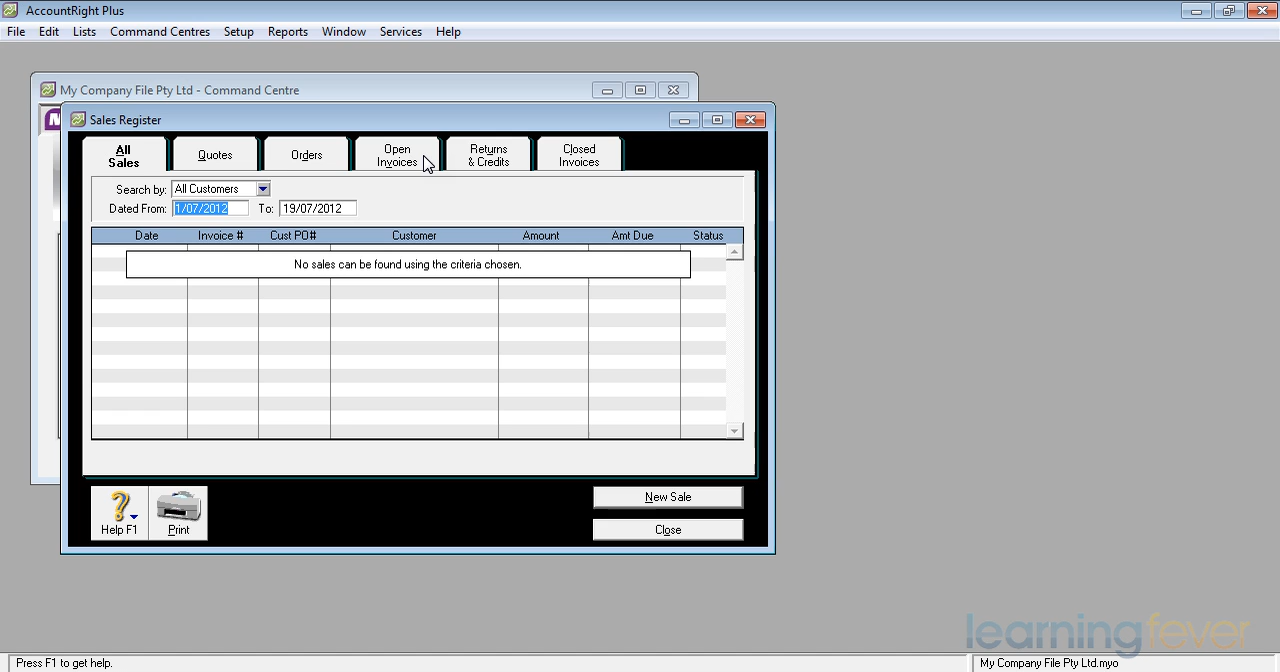 AccountRight Plus
File Edit Lists Command Centres Setup Reports Window Services Help
My Company File Pty Ltd - Command Centre
Sales Register
All Sales
Quotes
Orders
Open Invoices
Returns & Credits
Closed Invoices
Search by: All Customers
Dated From: 1/07/2012 To: 19/07/2012
Date Invoice # Cust PO# Customer Amount Amt Due Status
No sales can be found using the criteria chosen.
Help F1 Print
New Sale
Close
learningfever
Press F1 to get help. My Company File Pty Ltd.myo